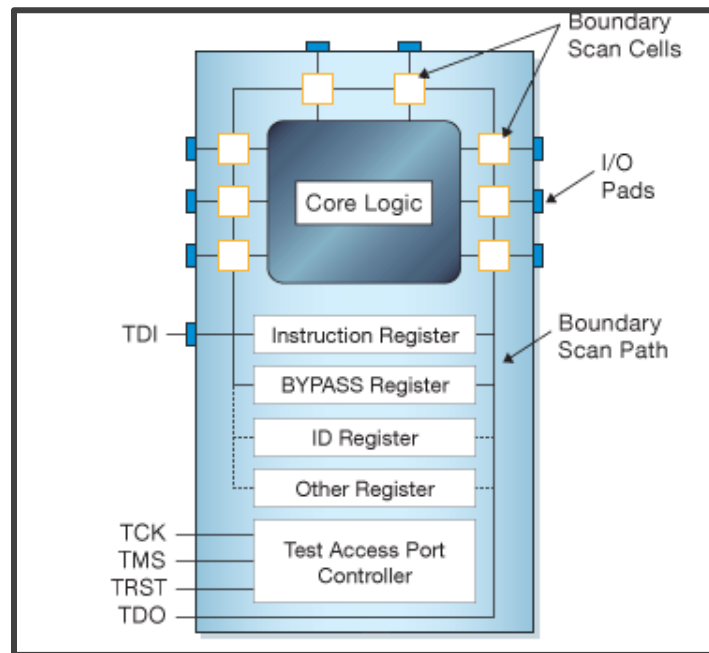 Boundary
Scan Cells
I/O
Pads
Core Logic
TDI
Instruction Register
Boundary
Scan Path
BYPASS Register
ID Register
Other Register
TCK
TMS
TRST
TDO
Test Access Port
Controller